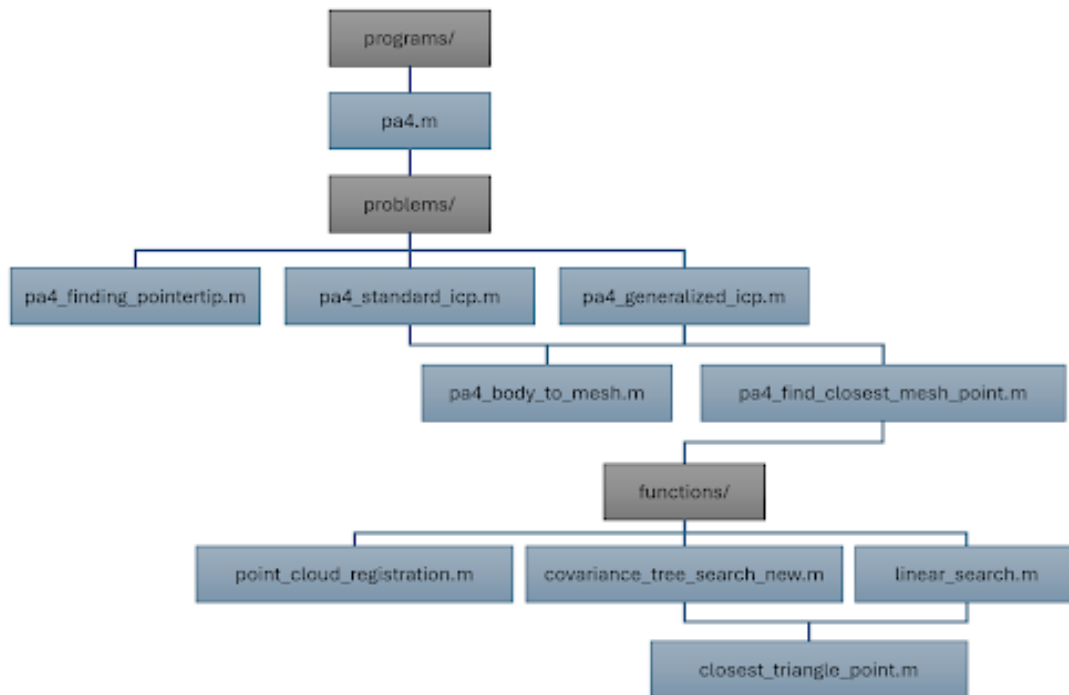 programs/
pa4.m
problems/
pa4_finding_pointertip.m
pa4_standard_icp.m
pa4_generalized_icp.m
pa4_body_to_mesh.m
pa4_find_closest_mesh_point.m
functions/
point_cloud_registration.m
covariance_tree_search_new.m
linear_search.m
closest_triangle_point.m